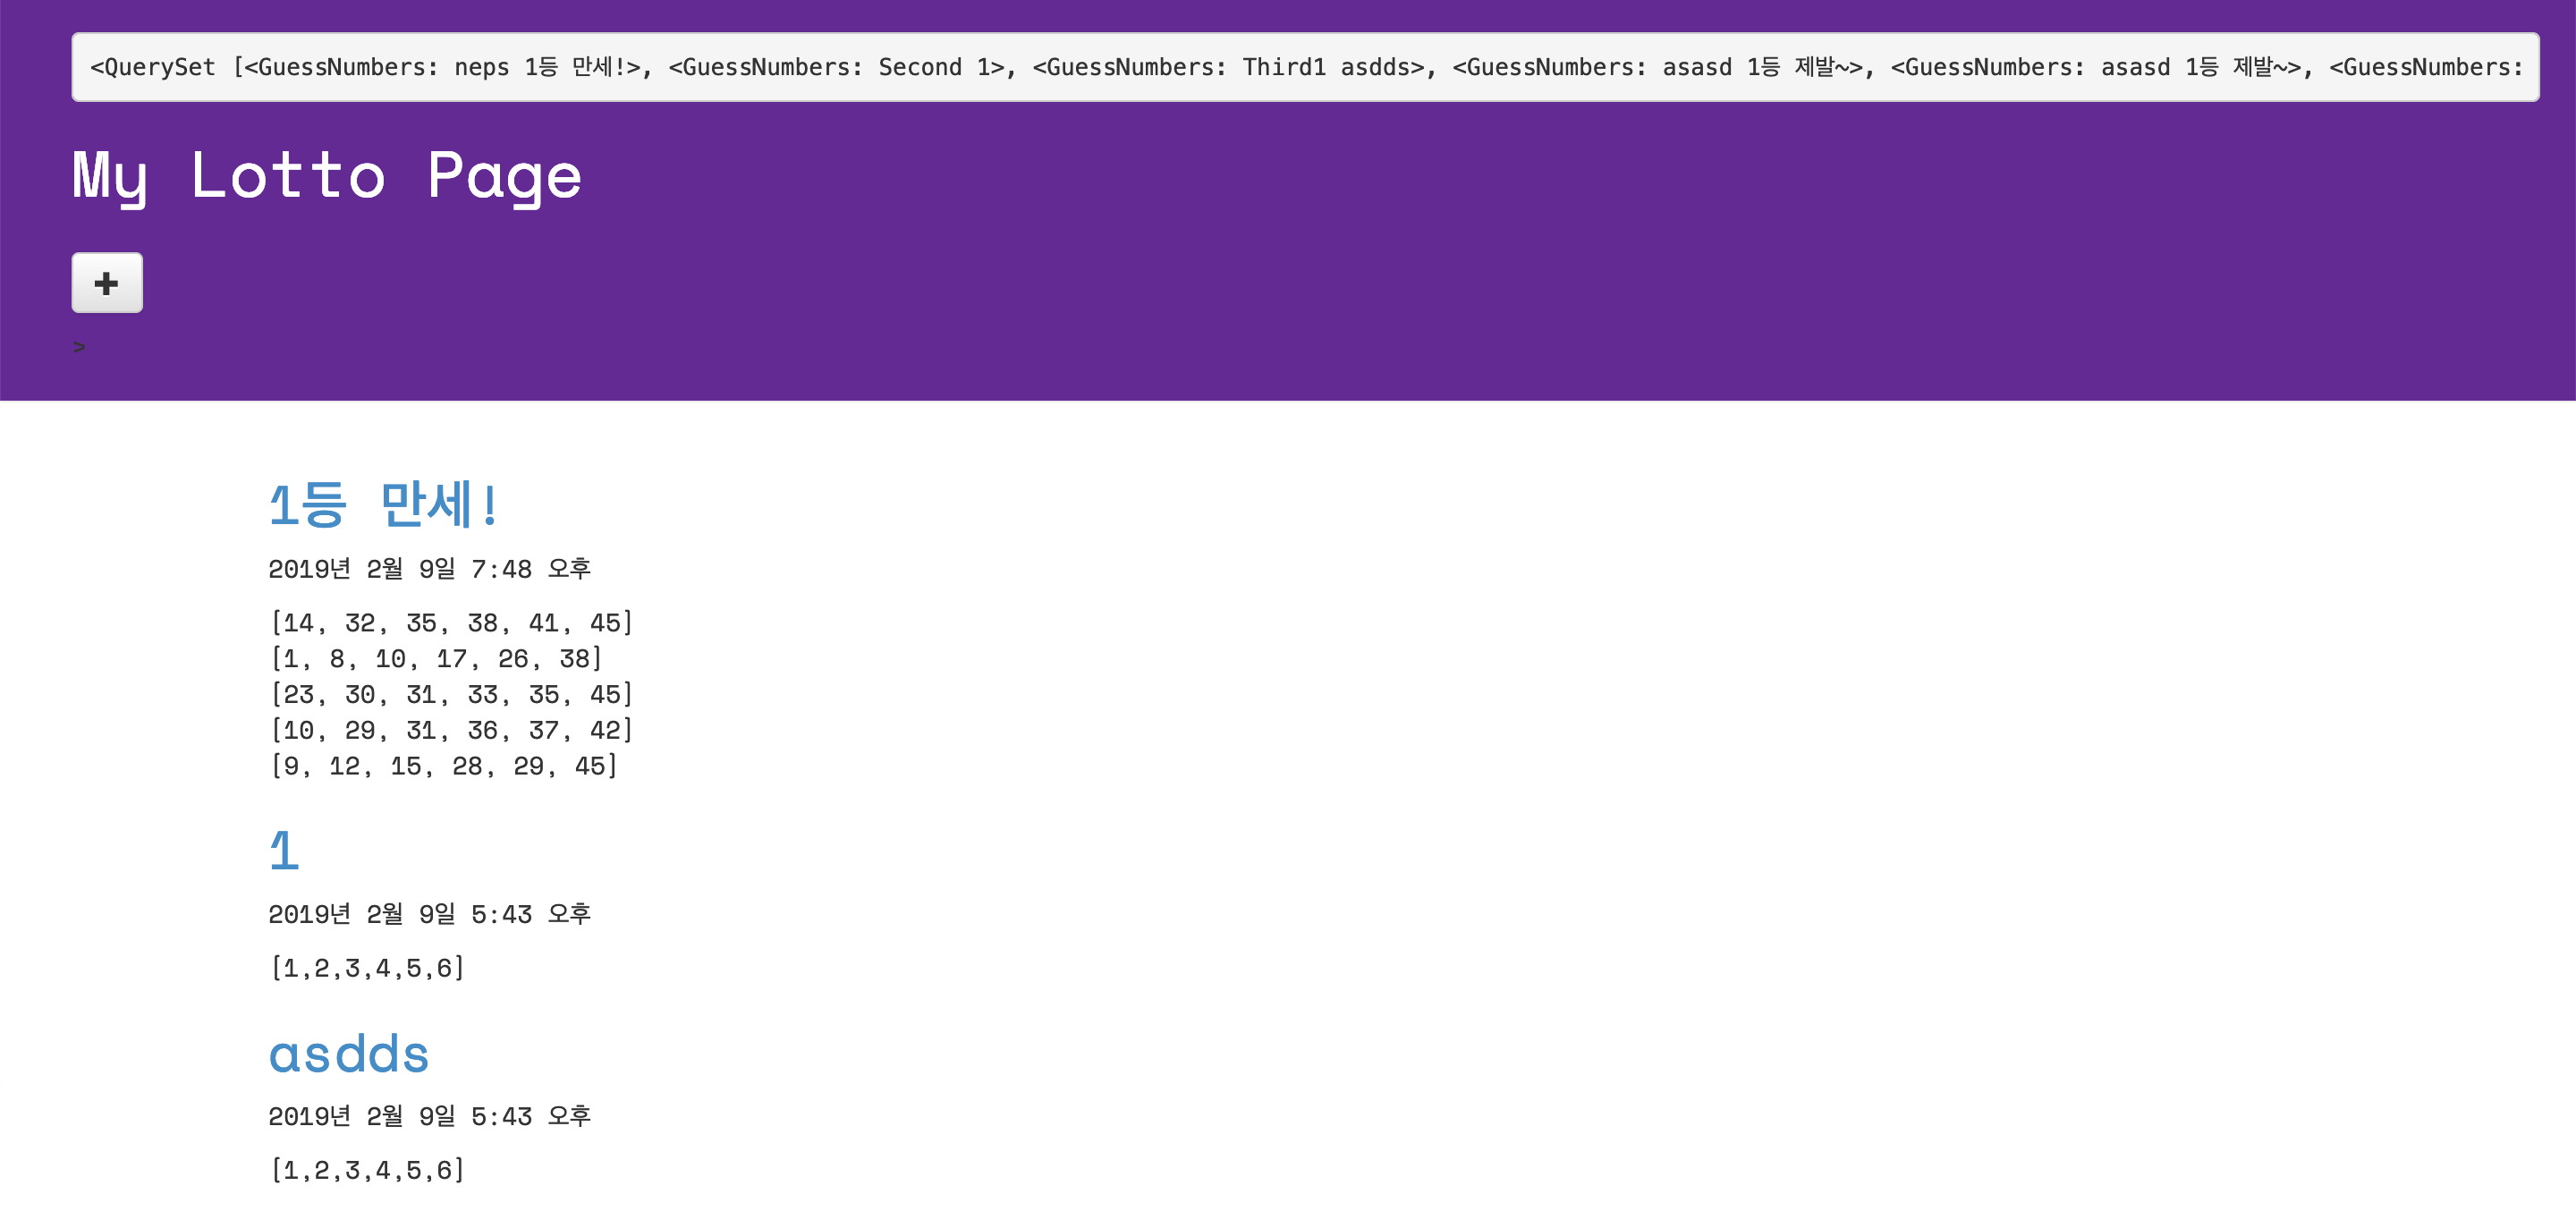 <QuerySet [<GuessNumbers: neps 1등 만세!>, <GuessNumbers: Second 1>, <GuessNumbers: Third1 asdds>, <GuessNumbers: asasd 1등 제발~>, <GuessNumbers: asasd 1등 제발~>, <GuessNumbers:
My Lotto Page
>
1등 만세!
2019년 2월 9일 7:48 오후
[14, 32, 35, 38, 41, 45]
[1, 8, 10, 17, 26, 38]
[23, 30, 31, 33, 35, 45]
[10, 29, 31, 36, 37, 42]
[9, 12, 15, 28, 29, 45]
1
2019년 2월 9일 5:43 오후
[1,2,3,4,5,6]
asdds
2019년 2월 9일 5:43 오후
[1,2,3,4,5,6]